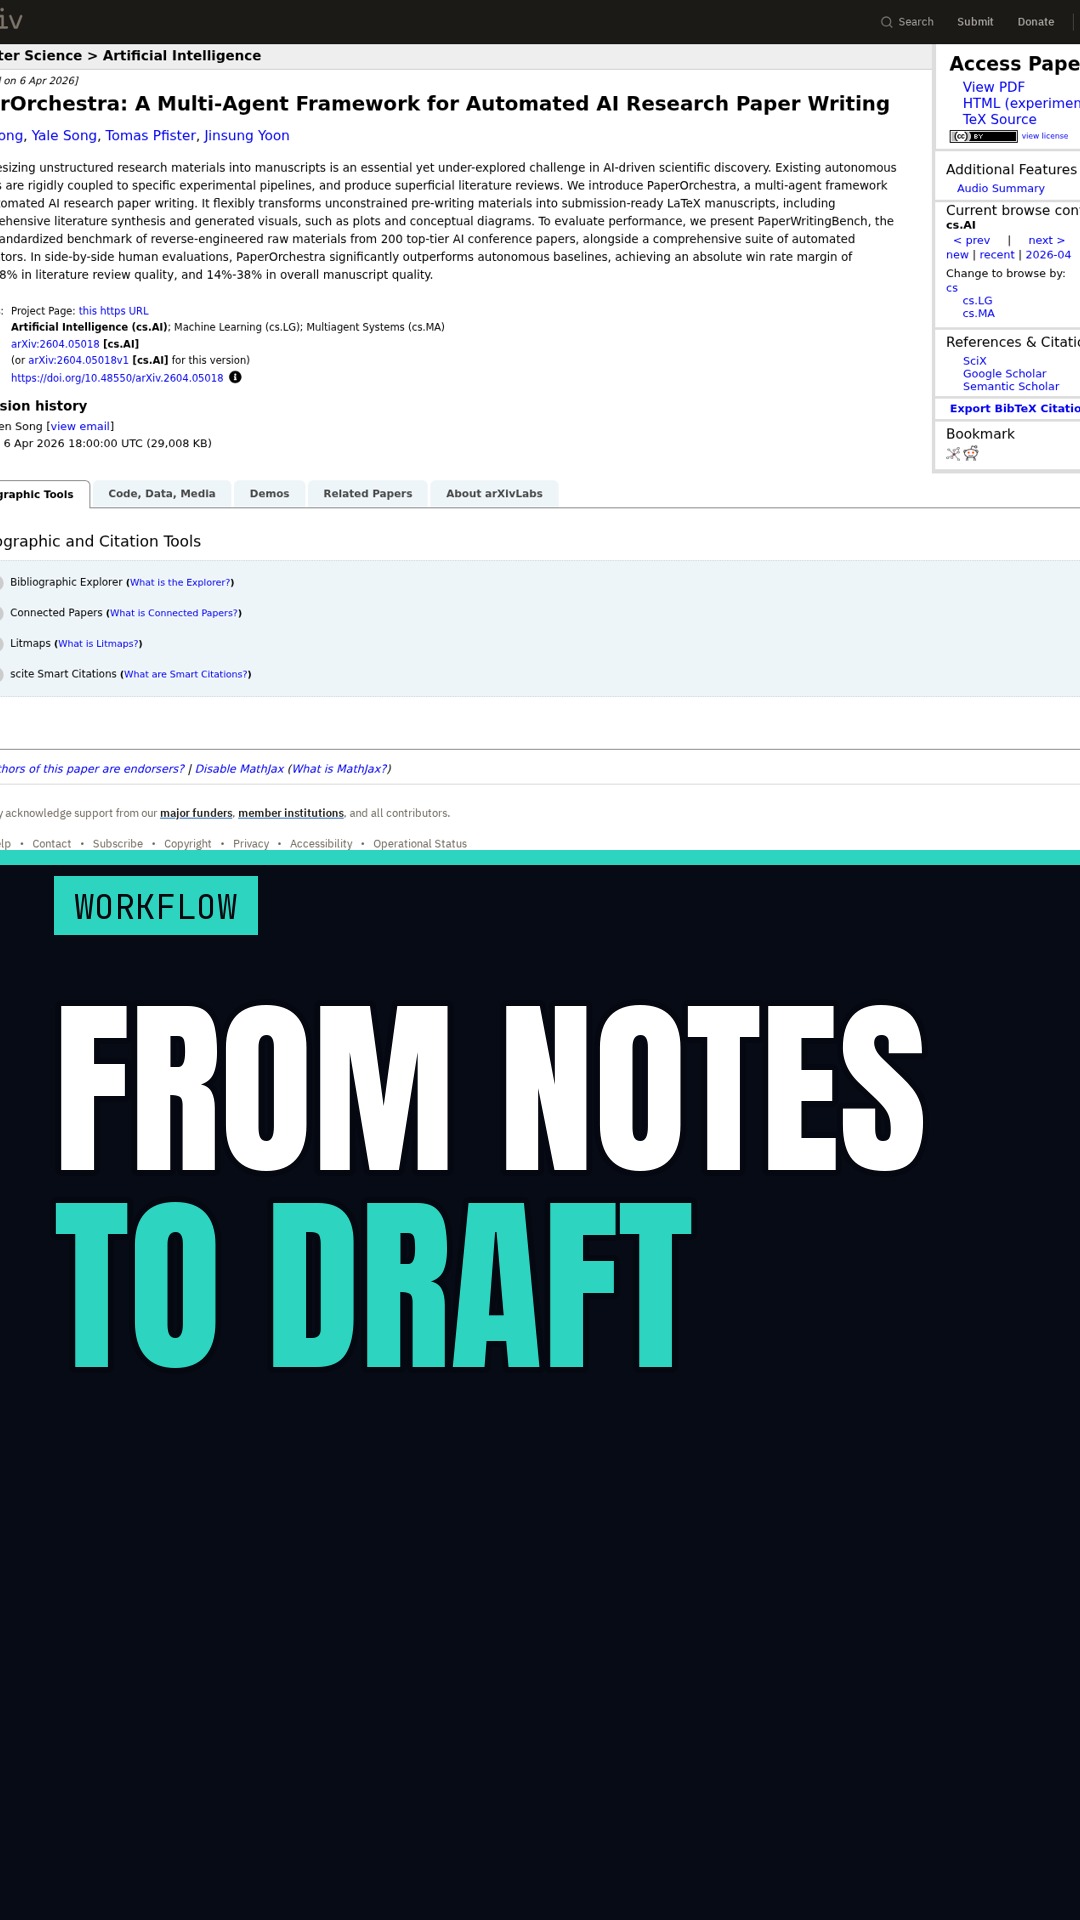 iv
Search Submit Donate
ter Science > Artificial Intelligence
on 6 Apr 2026]
rOrchestra: A Multi-Agent Framework for Automated AI Research Paper Writing
ong, Yale Song, Tomas Pfister, Jinsung Yoon
esizing unstructured research materials into manuscripts is an essential yet under-explored challenge in AI-driven scientific discovery. Existing autonomous
s are rigidly coupled to specific experimental pipelines, and produce superficial literature reviews. We introduce PaperOrchestra, a multi-agent framework
tomated AI research paper writing. It flexibly transforms unconstrained pre-writing materials into submission-ready LaTeX manuscripts, including
ehensive literature synthesis and generated visuals, such as plots and conceptual diagrams. To evaluate performance, we present PaperWritingBench, the
andardized benchmark of reverse-engineered raw materials from 200 top-tier AI conference papers, alongside a comprehensive suite of automated
tors. In side-by-side human evaluations, PaperOrchestra significantly outperforms autonomous baselines, achieving an absolute win rate margin of
8% in literature review quality, and 14%-38% in overall manuscript quality.
: Project Page: this https URL
Artificial Intelligence (cs.AI); Machine Learning (cs.LG); Multiagent Systems (cs.MA)
arXiv:2604.05018 [cs.AI]
(or arXiv:2604.05018v1 [cs.AI] for this version)
https://doi.org/10.48550/arXiv.2604.05018
sion history
en Song [view email]
6 Apr 2026 18:00:00 UTC (29,008 KB)
Access Pape
View PDF
HTML (experimen
TeX Source
(cc) BY view license
Additional Features
Audio Summary
Current browse con
cs.AI
< prev | next >
new | recent | 2026-04
Change to browse by:
cs
cs.LG
cs.MA
References & Citatio
SciX
Google Scholar
Semantic Scholar
Export BibTeX Citatio
Bookmark
graphic Tools Code, Data, Media Demos Related Papers About arXivLabs
ographic and Citation Tools
Bibliographic Explorer (What is the Explorer?)
Connected Papers (What is Connected Papers?)
Litmaps (What is Litmaps?)
scite Smart Citations (What are Smart Citations?)
thors of this paper are endorsers? | Disable MathJax (What is MathJax?)
y acknowledge support from our major funders, member institutions, and all contributors.
elp • Contact • Subscribe • Copyright • Privacy • Accessibility • Operational Status
WORKFLOW
FROM NOTES
TO DRAFT